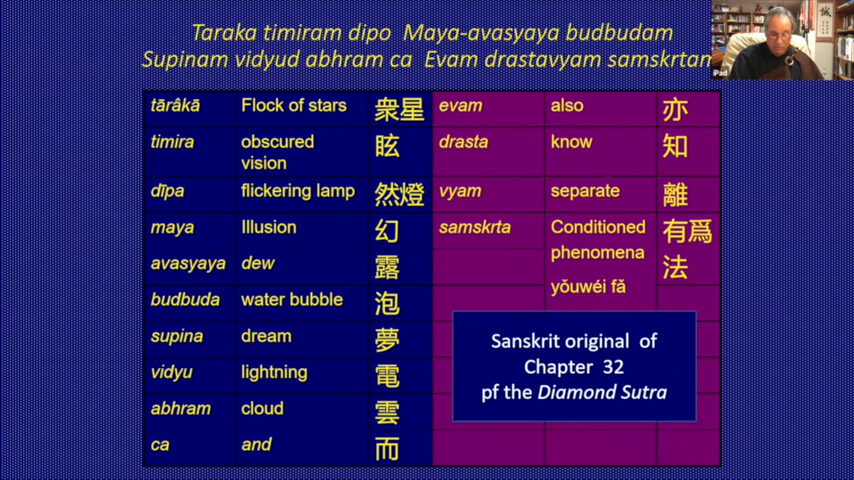 Taraka timiram dipo Maya-avasyaya budbudam
Supinam vidyud abhram ca Evam drastavyam samskrtam
iPad
誠
tārâkā Flock of stars 衆星
timira obscured vision 眩
dīpa flickering lamp 然燈
maya Illusion 幻
avasyaya dew 露
budbuda water bubble 泡
supina dream 夢
vidyu lightning 電
abhram cloud 雲
ca and 而
evam also 亦
drasta know 知
vyam separate 離
samskrta Conditioned phenomena 有爲法
yǒuwéi fǎ
Sanskrit original of
Chapter 32
pf the Diamond Sutra